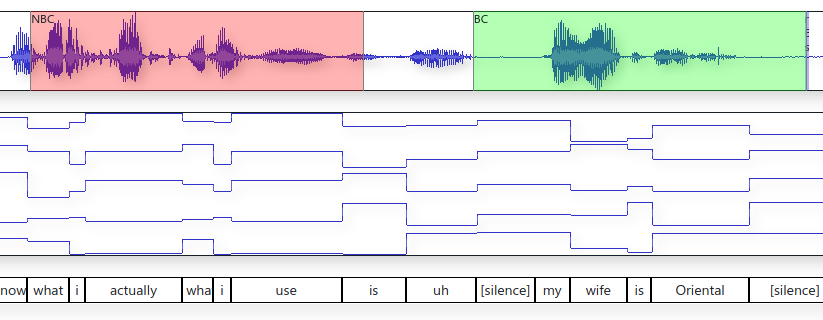 NBC BC
now what i actually wha i use is uh [silence] my wife is Oriental [silence]